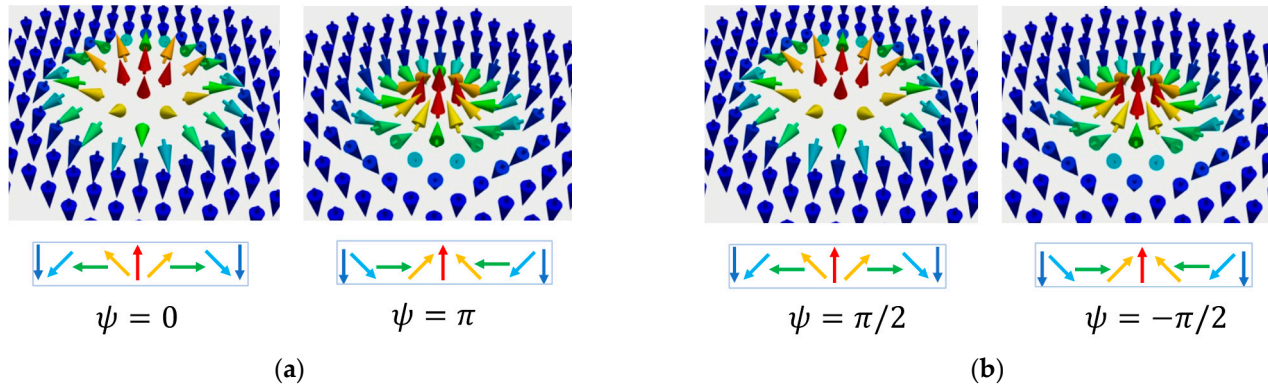 ψ = 0
ψ = π
ψ = π/2
ψ = −π/2
(a)
(b)